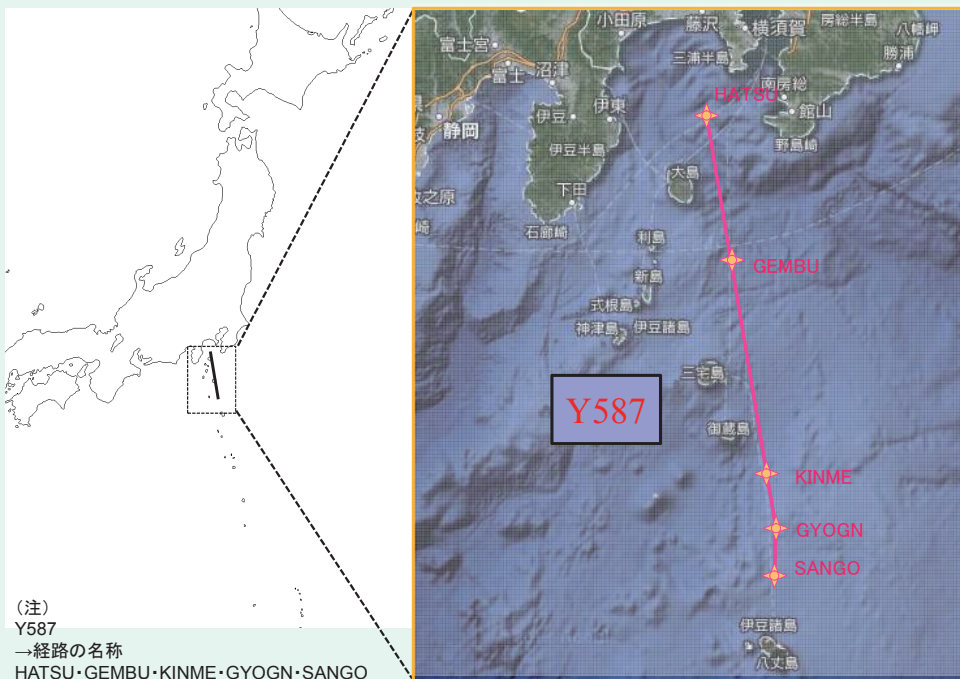 小田原
藤沢
横須賀
房総半島
八幡岬
富士宮
三浦半島
勝浦
富士
沼津
南房総
HATSU
館山
静岡
伊豆
伊東
野島崎
伊豆半島
大島
牧之原
下田
石廊崎
利島
GEMBU
新島
式根島
神津島
伊豆諸島
三宅島
Y587
御蔵島
KINME
GYOGN
SANGO
伊豆諸島
八丈島
(注)
Y587
→経路の名称
HATSU・GEMBU・KINME・GYOGN・SANGO